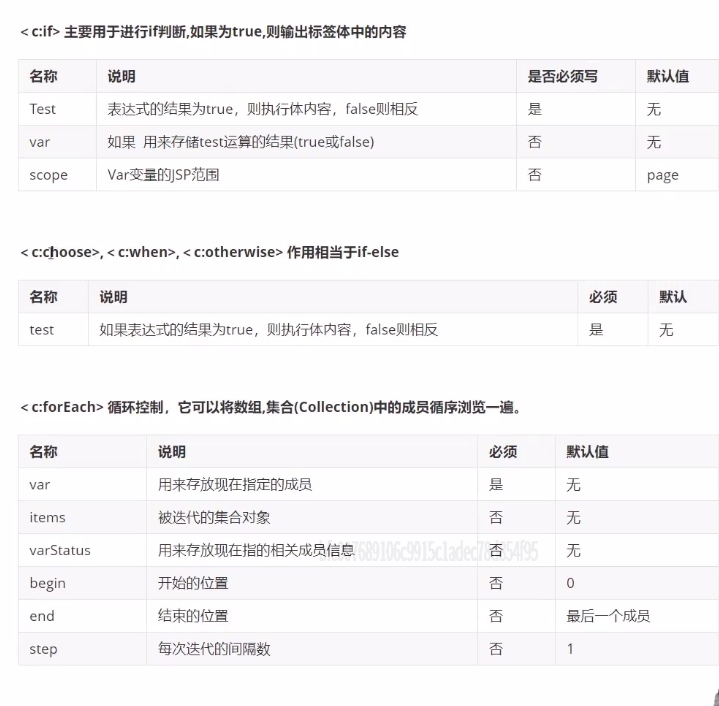 < c:if> 主要用于进行if判断,如果为true,则输出标签体中的内容
名称 说明 是否必须写 默认值
Test 表达式的结果为true，则执行体内容，false则相反 是 无
var 如果 用来存储test运算的结果(true或false) 否 无
scope Var变量的JSP范围 否 page
< c:choose>, < c:when>, < c:otherwise> 作用相当于if-else
名称 说明 必须 默认
test 如果表达式的结果为true，则执行体内容，false则相反 是 无
< c:forEach> 循环控制，它可以将数组,集合(Collection)中的成员循序浏览一遍。
名称 说明 必须 默认值
var 用来存放现在指定的成员 是 无
items 被迭代的集合对象 否 无
varStatus 用来存放现在指的相关成员信息 否 无
begin 开始的位置 否 0
end 结束的位置 否 最后一个成员
step 每次迭代的间隔数 否 1